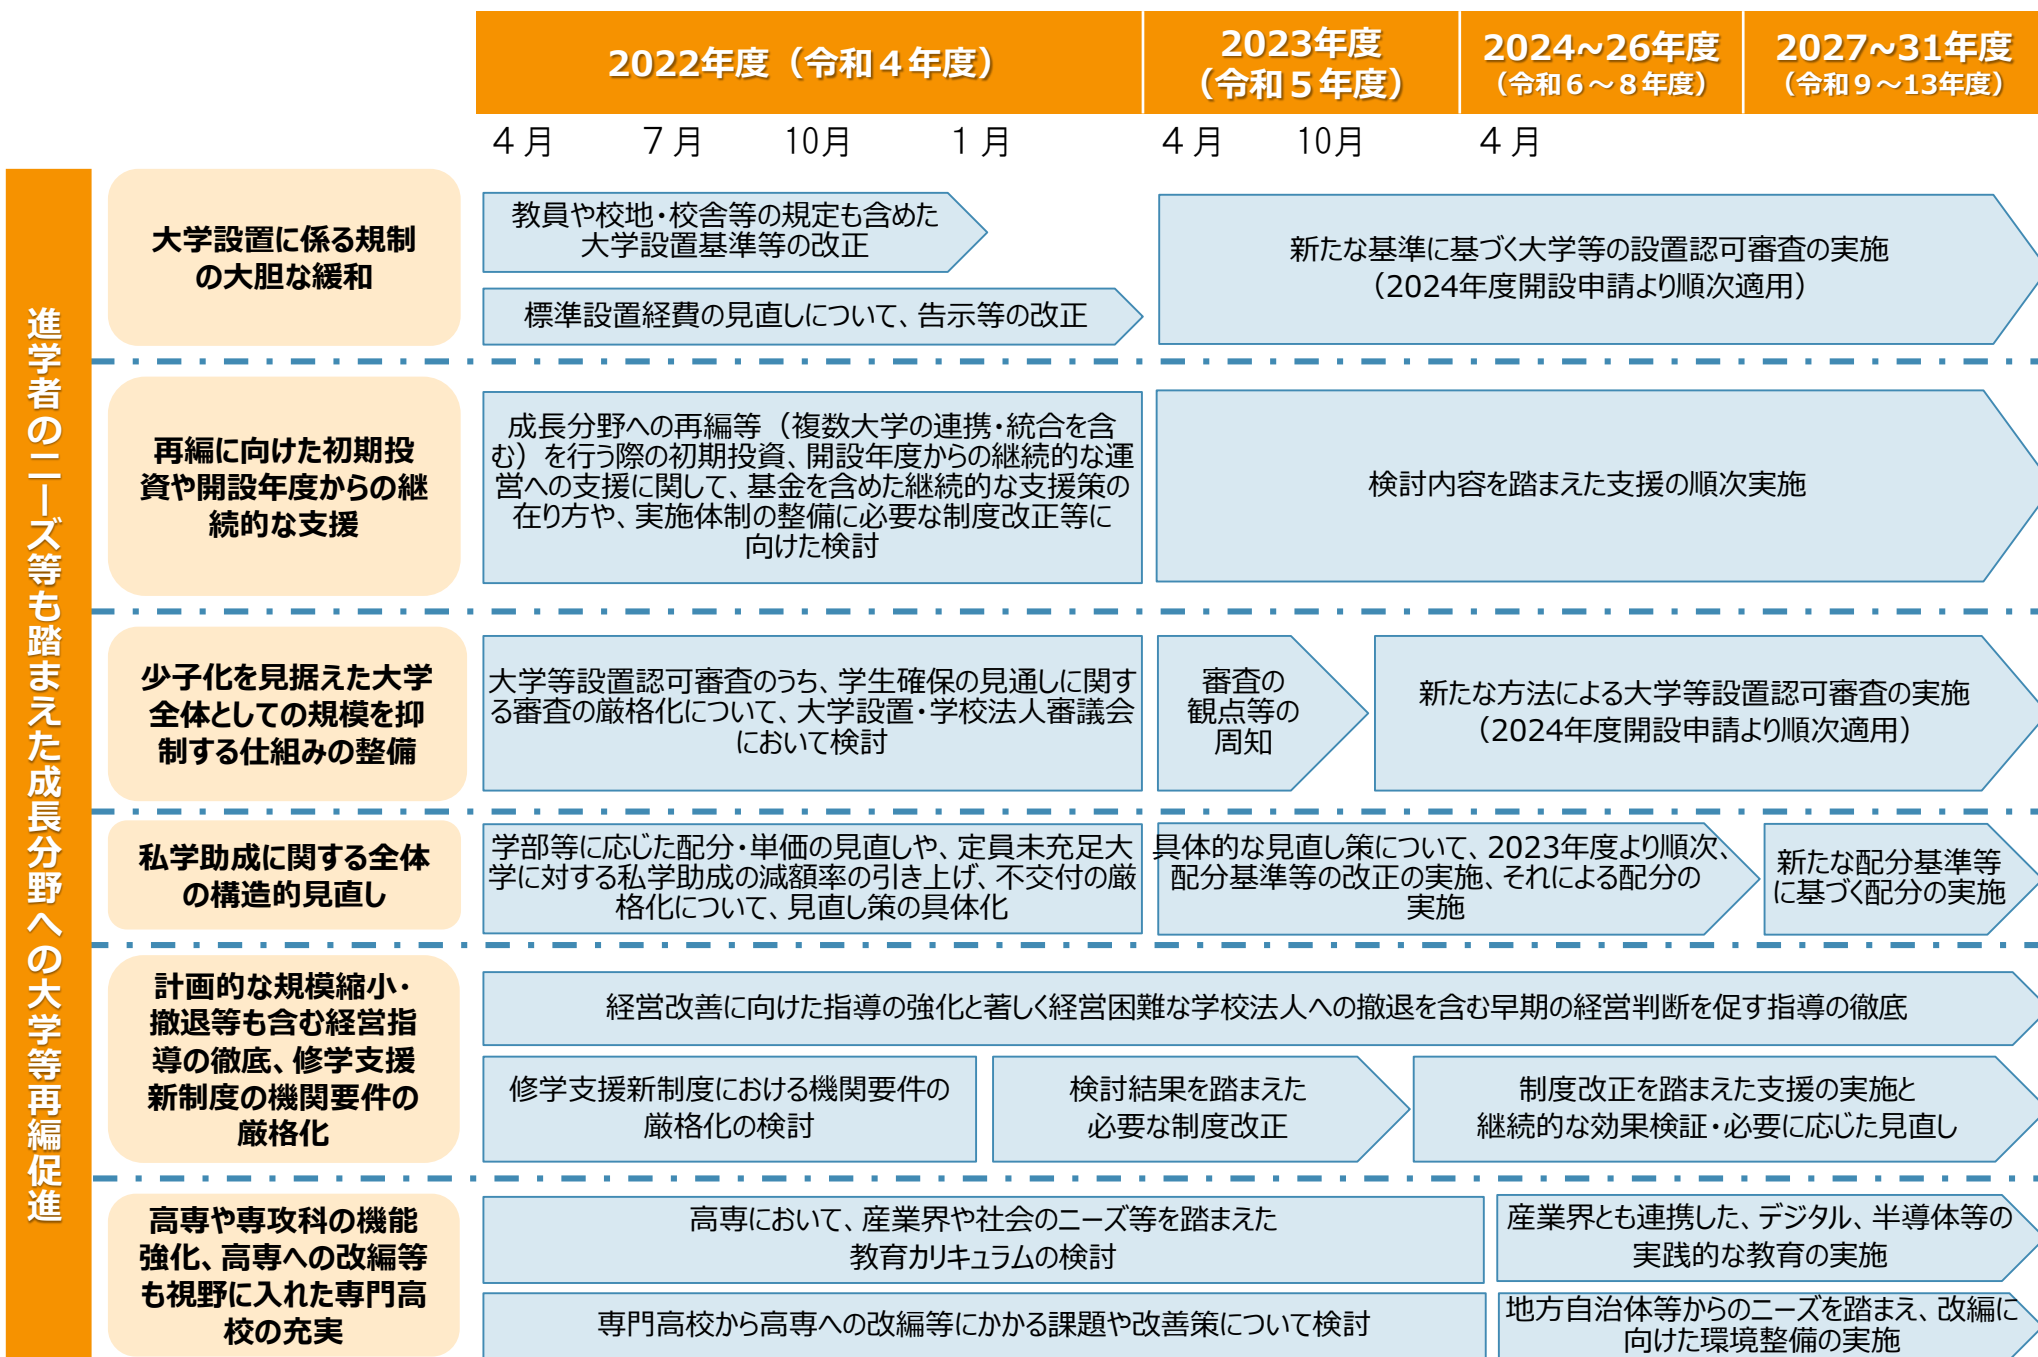 2022年度（令和４年度）
2023年度
（令和５年度）
2024~26年度
（令和６～８年度）
2027~31年度
（令和９～13年度）
４月
７月
10月
１月
４月
10月
４月
進学者のニーズ等も踏まえた成長分野への大学等再編促進
大学設置に係る規制
の大胆な緩和
教員や校地・校舎等の規定も含めた
大学設置基準等の改正
標準設置経費の見直しについて、告示等の改正
新たな基準に基づく大学等の設置認可審査の実施
（2024年度開設申請より順次適用）
再編に向けた初期投
資や開設年度からの継
続的な支援
成長分野への再編等（複数大学の連携・統合を含
む）を行う際の初期投資、開設年度からの継続的な運
営への支援に関して、基金を含めた継続的な支援策の
在り方や、実施体制の整備に必要な制度改正等に
向けた検討
検討内容を踏まえた支援の順次実施
少子化を見据えた大学
全体としての規模を抑
制する仕組みの整備
大学等設置認可審査のうち、学生確保の見通しに関す
る審査の厳格化について、大学設置・学校法人審議会
において検討
審査の
観点等の
周知
新たな方法による大学等設置認可審査の実施
（2024年度開設申請より順次適用）
私学助成に関する全体
の構造的見直し
学部等に応じた配分・単価の見直しや、定員未充足大
学に対する私学助成の減額率の引き上げ、不交付の厳
格化について、見直し策の具体化
具体的な見直し策について、2023年度より順次、
配分基準等の改正の実施、それによる配分の
実施
新たな配分基準等
に基づく配分の実施
計画的な規模縮小・
撤退等も含む経営指
導の徹底、修学支援
新制度の機関要件の
厳格化
経営改善に向けた指導の強化と著しく経営困難な学校法人への撤退を含む早期の経営判断を促す指導の徹底
修学支援新制度における機関要件の
厳格化の検討
検討結果を踏まえた
必要な制度改正
制度改正を踏まえた支援の実施と
継続的な効果検証・必要に応じた見直し
高専や専攻科の機能
強化、高専への改編等
も視野に入れた専門高
校の充実
高専において、産業界や社会のニーズ等を踏まえた
教育カリキュラムの検討
産業界とも連携した、デジタル、半導体等の
実践的な教育の実施
専門高校から高専への改編等にかかる課題や改善策について検討
地方自治体等からのニーズを踏まえ、改編に
向けた環境整備の実施